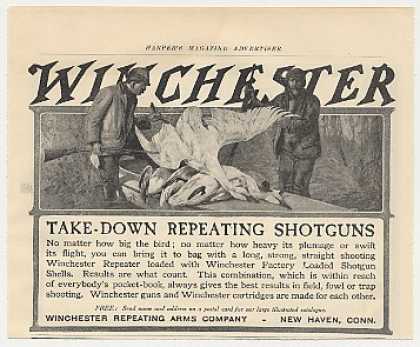 HARPER'S MAGAZINE ADVERTISER.
WINCHESTER
TAKE-DOWN REPEATING SHOTGUNS
No matter how big the bird; no matter how heavy its plumage or swift
its flight, you can bring it to bag with a long, strong, straight shooting
Winchester Repeater loaded with Winchester Factory Loaded Shotgun
Shells. Results are what count. This combination, which is within reach
of everybody's pocket-book, always gives the best results in field, fowl or trap
shooting. Winchester guns and Winchester cartridges are made for each other.
FREE: Send name and address on a postal card for our large illustrated catalogue.
WINCHESTER REPEATING ARMS COMPANY - NEW HAVEN, CONN.